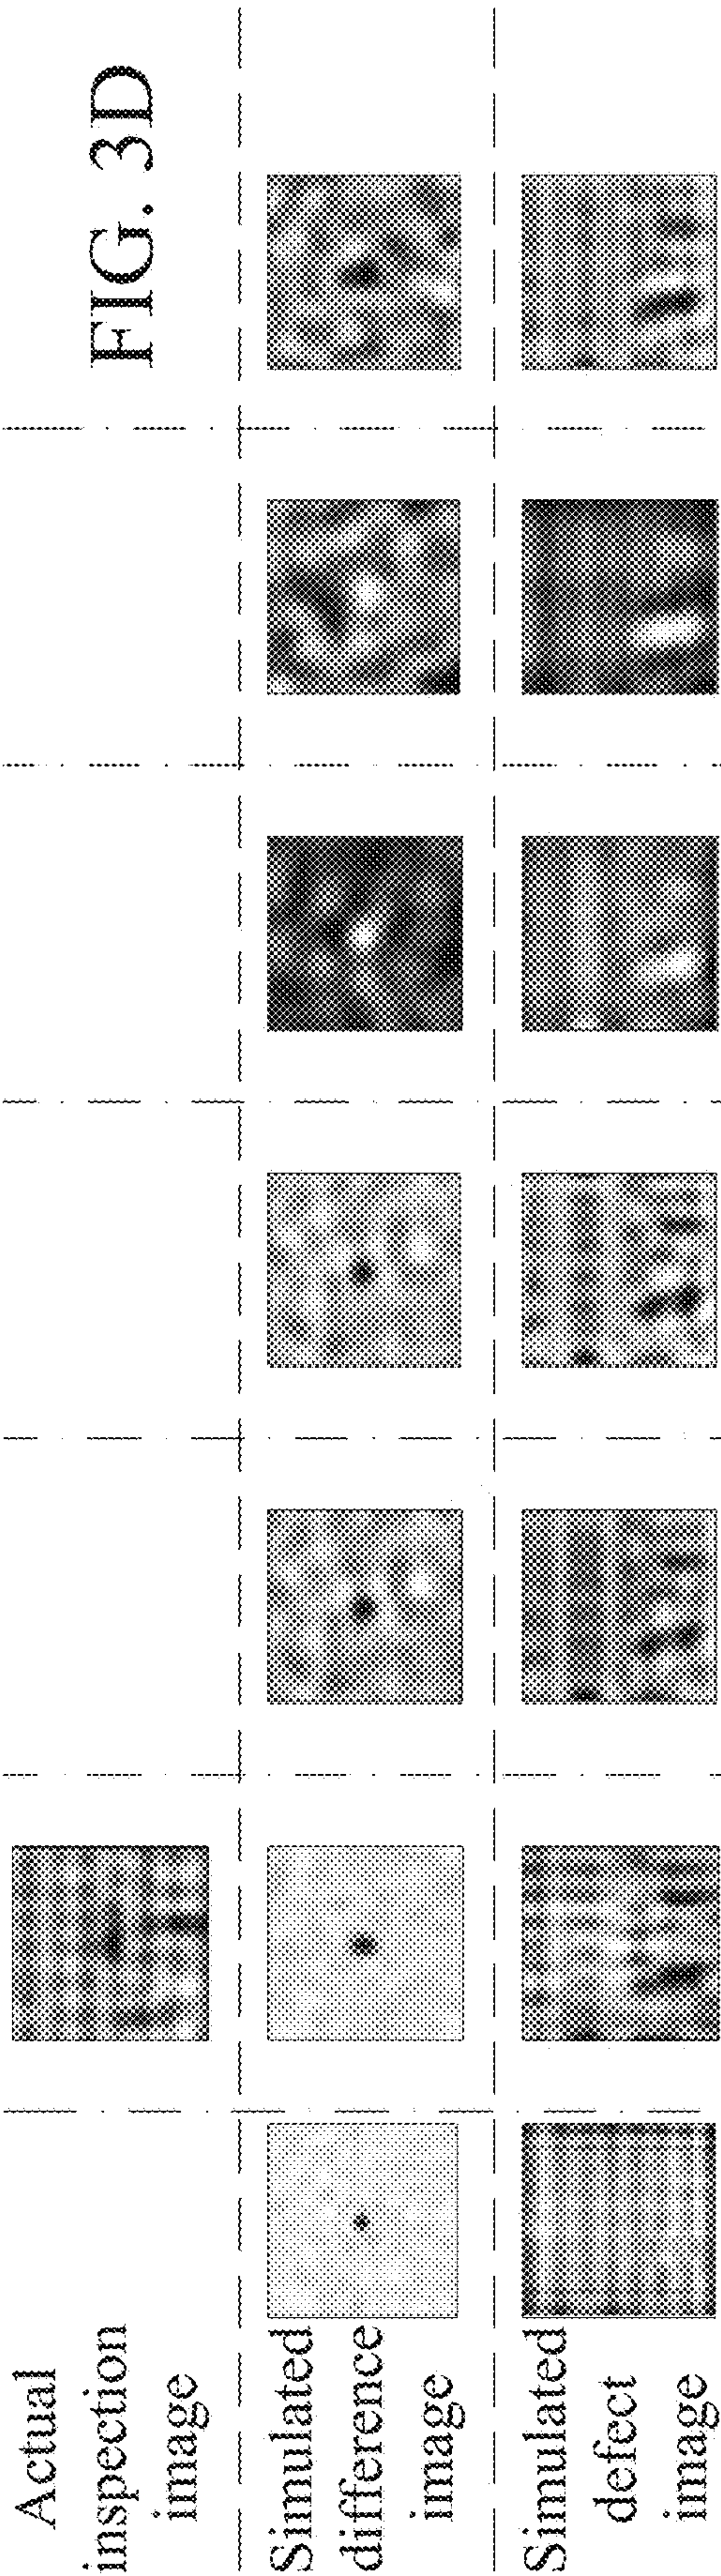 FIG. 3D
Actual
inspection
image
Simulated
difference
image
Simulated
defect
image